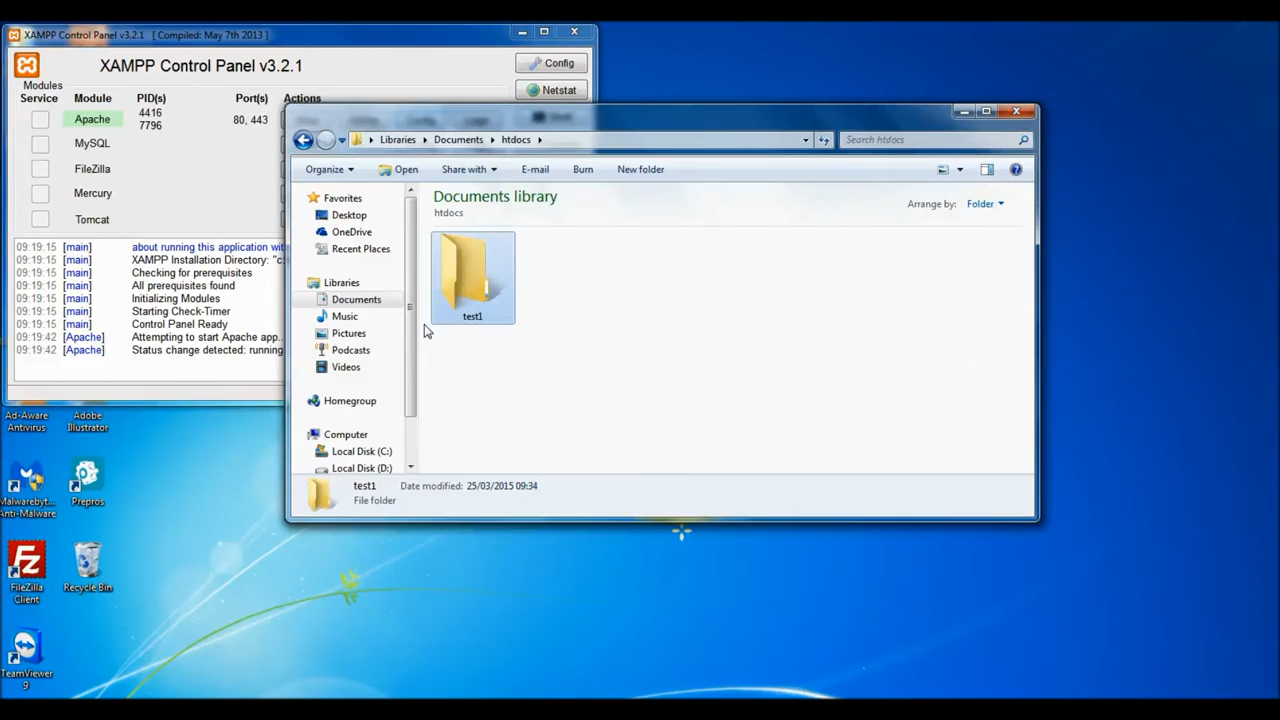 XAMPP Control Panel v3.2.1 [ Compiled: May 7th 2013 ]
XAMPP Control Panel v3.2.1
Config
Netstat
Modules
Service Module PID(s) Port(s) Actions
Apache 4416 7796 80, 443
MySQL
FileZilla
Mercury
Tomcat
09:19:15 [main] about running this application
09:19:15 [main] XAMPP Installation Directory:
09:19:15 [main] Checking for prerequisites
09:19:15 [main] All prerequisites found
09:19:15 [main] Initializing Modules
09:19:15 [main] Starting Check-Timer
09:19:15 [main] Control Panel Ready
09:19:42 [Apache] Attempting to start Apache app...
09:19:42 [Apache] Status change detected: running
Libraries Documents htdocs
Search htdocs
Organize Open Share with E-mail Burn New folder
Favorites
Desktop
OneDrive
Recent Places
Libraries
Documents
Music
Pictures
Podcasts
Videos
Homegroup
Computer
Local Disk (C:)
Local Disk (D:)
Documents library
htdocs
Arrange by: Folder
test1
test1 Date modified: 25/03/2015 09:34
File folder
Ad-Aware
Antivirus
Adobe
Illustrator
Malwarebyt...
Anti-Malware
Prepros
FileZilla
Client
Recycle Bin
TeamViewer
9